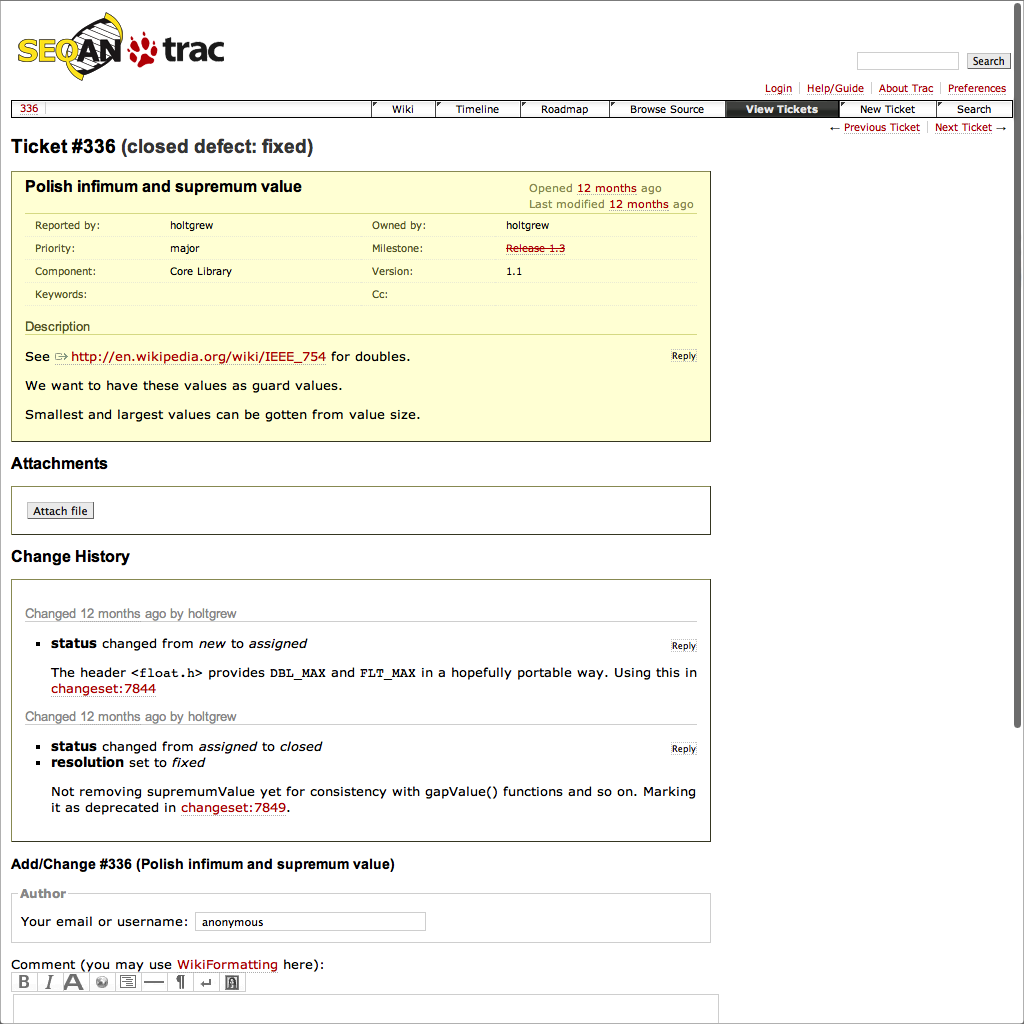 SEQAN trac
Search
Login Help/Guide About Trac Preferences
336 Wiki Timeline Roadmap Browse Source View Tickets New Ticket Search
← Previous Ticket Next Ticket →
Ticket #336 (closed defect: fixed)
Polish infimum and supremum value
Opened 12 months ago
Last modified 12 months ago
Reported by: holtgrew Owned by: holtgrew
Priority: major Milestone: Release 1.3
Component: Core Library Version: 1.1
Keywords: Cc:
Description
See http://en.wikipedia.org/wiki/IEEE_754 for doubles. Reply
We want to have these values as guard values.
Smallest and largest values can be gotten from value size.
Attachments
Attach file
Change History
Changed 12 months ago by holtgrew
status changed from new to assigned Reply
The header <float.h> provides DBL_MAX and FLT_MAX in a hopefully portable way. Using this in
changeset:7844
Changed 12 months ago by holtgrew
status changed from assigned to closed Reply
resolution set to fixed
Not removing supremumValue yet for consistency with gapValue() functions and so on. Marking
it as deprecated in changeset:7849.
Add/Change #336 (Polish infimum and supremum value)
Author
Your email or username: anonymous
Comment (you may use WikiFormatting here):
B I A ¶